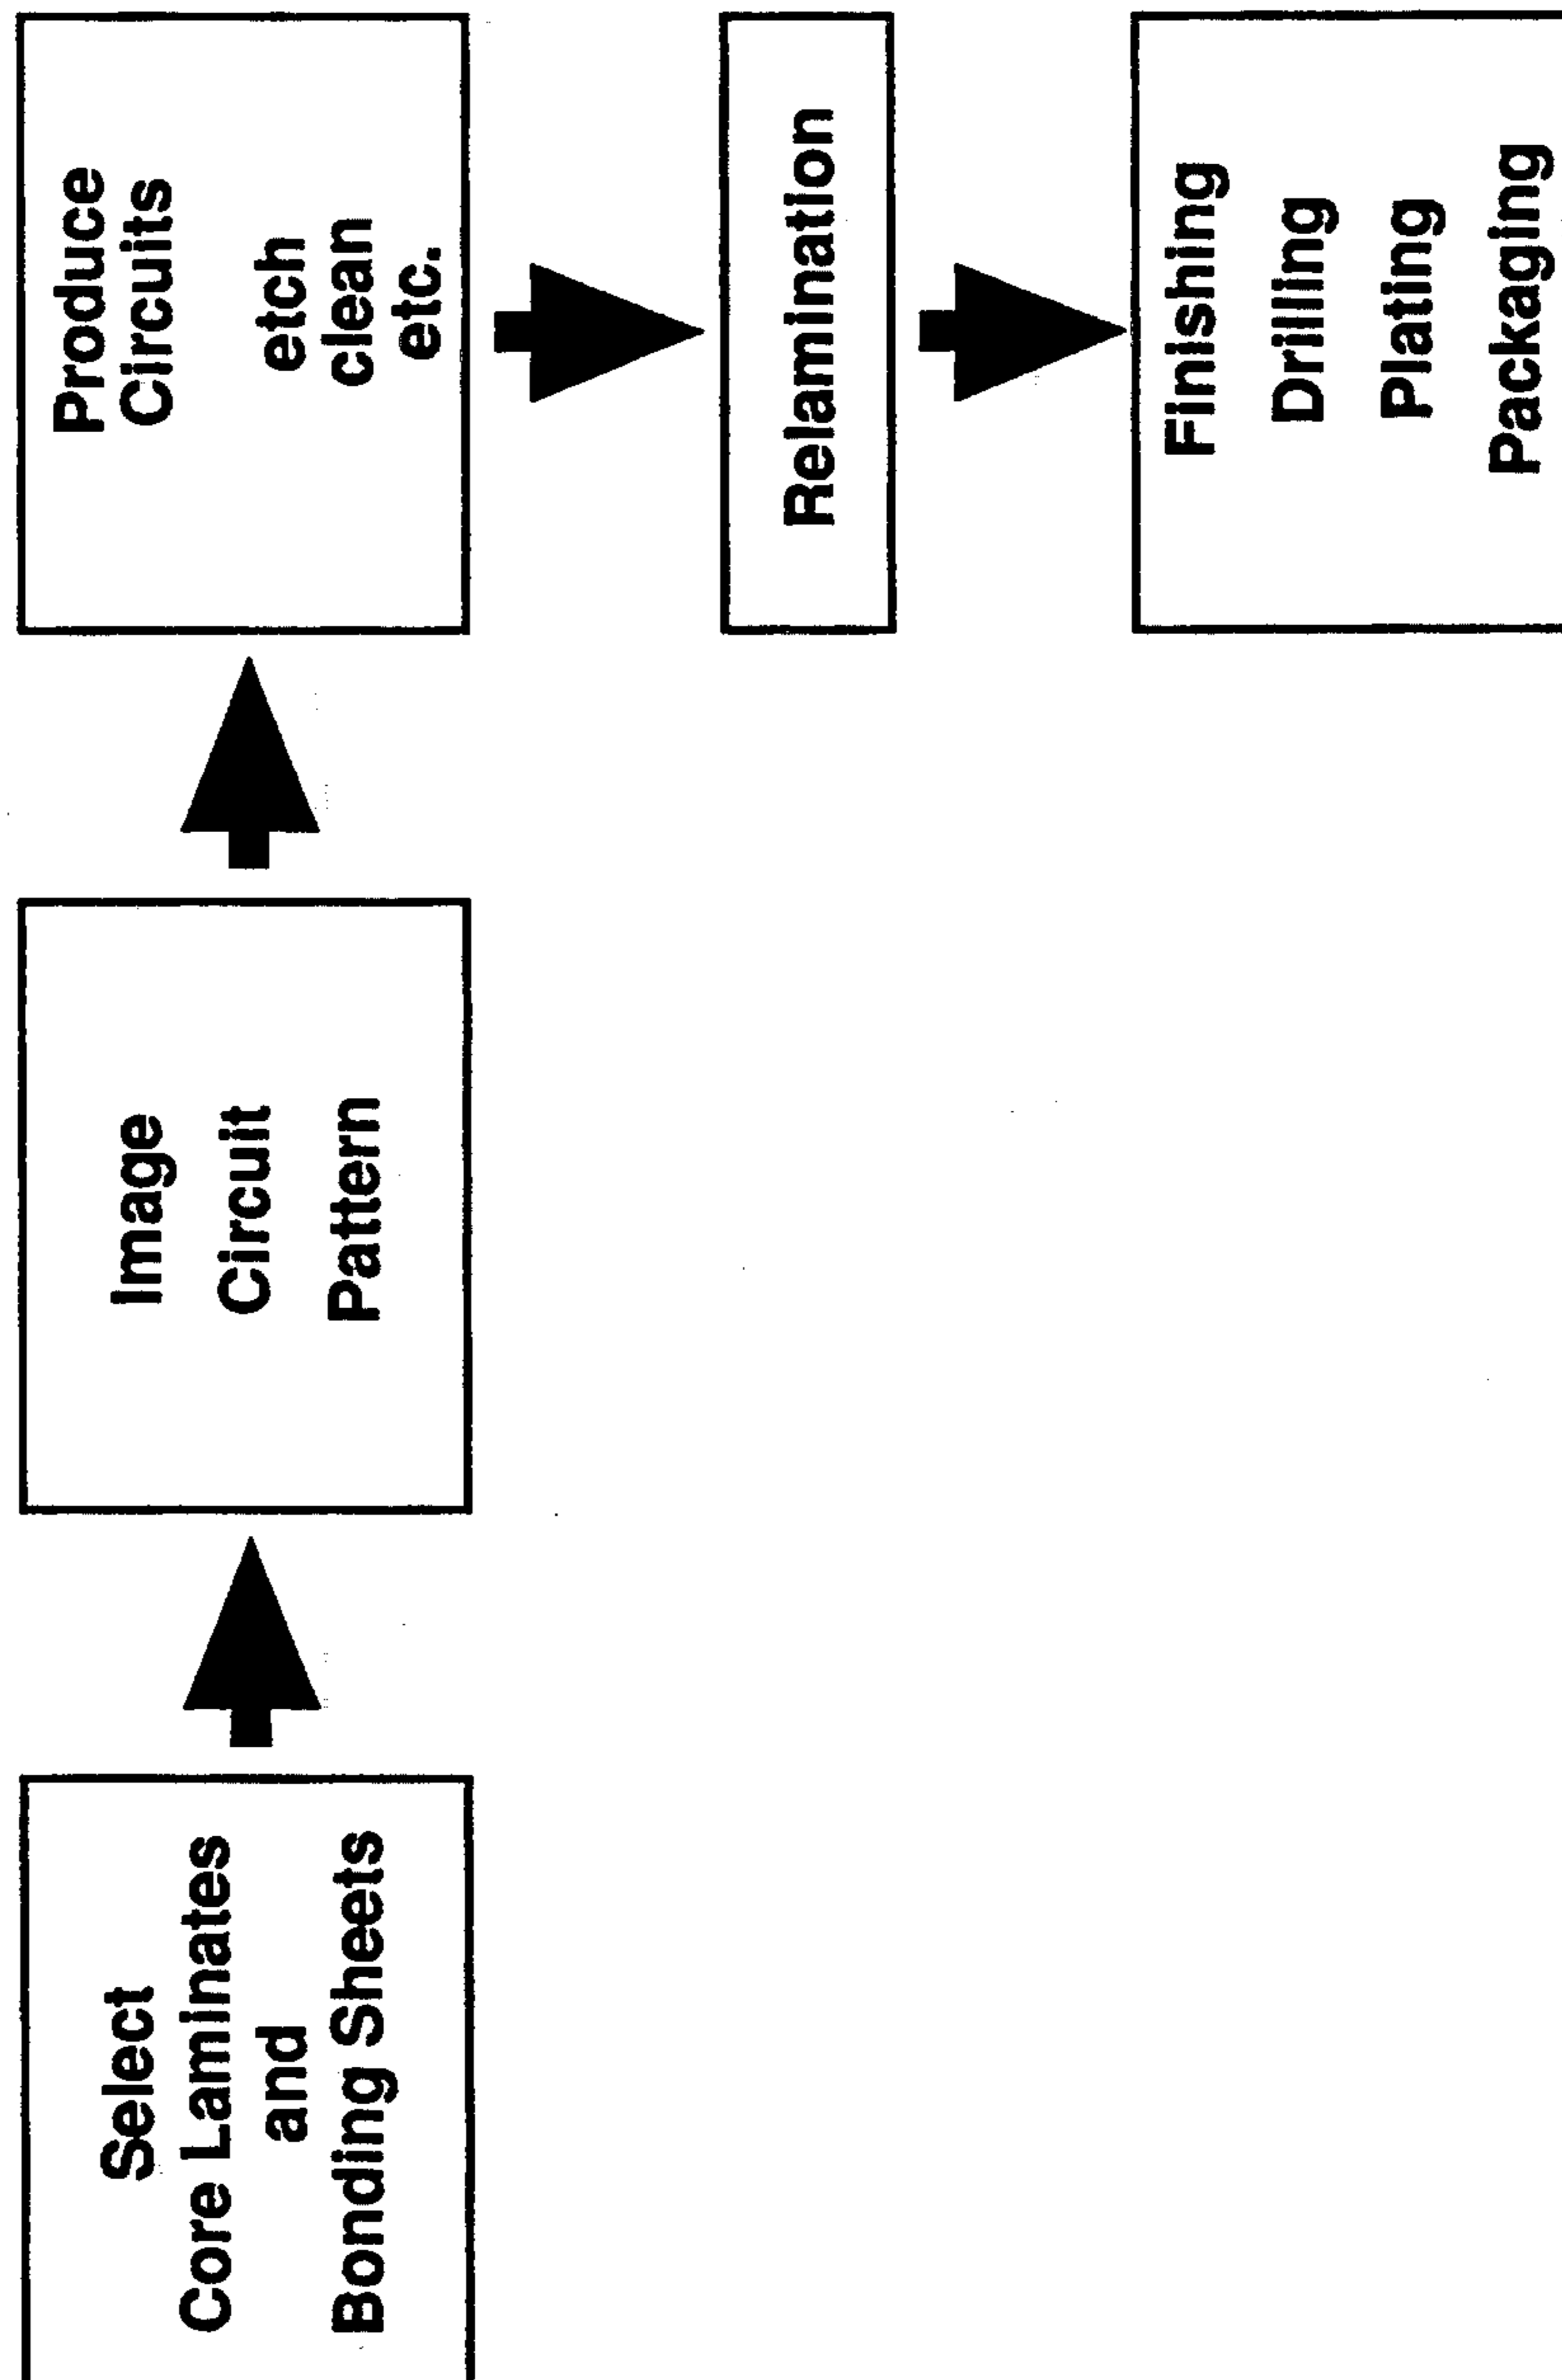 Select
Core Laminates
and
Bonding Sheets
Image
Circuit
Pattern
Produce
Circuits
etch
clean
etc.
Relamination
Finishing
Drilling
Plating
Packaging